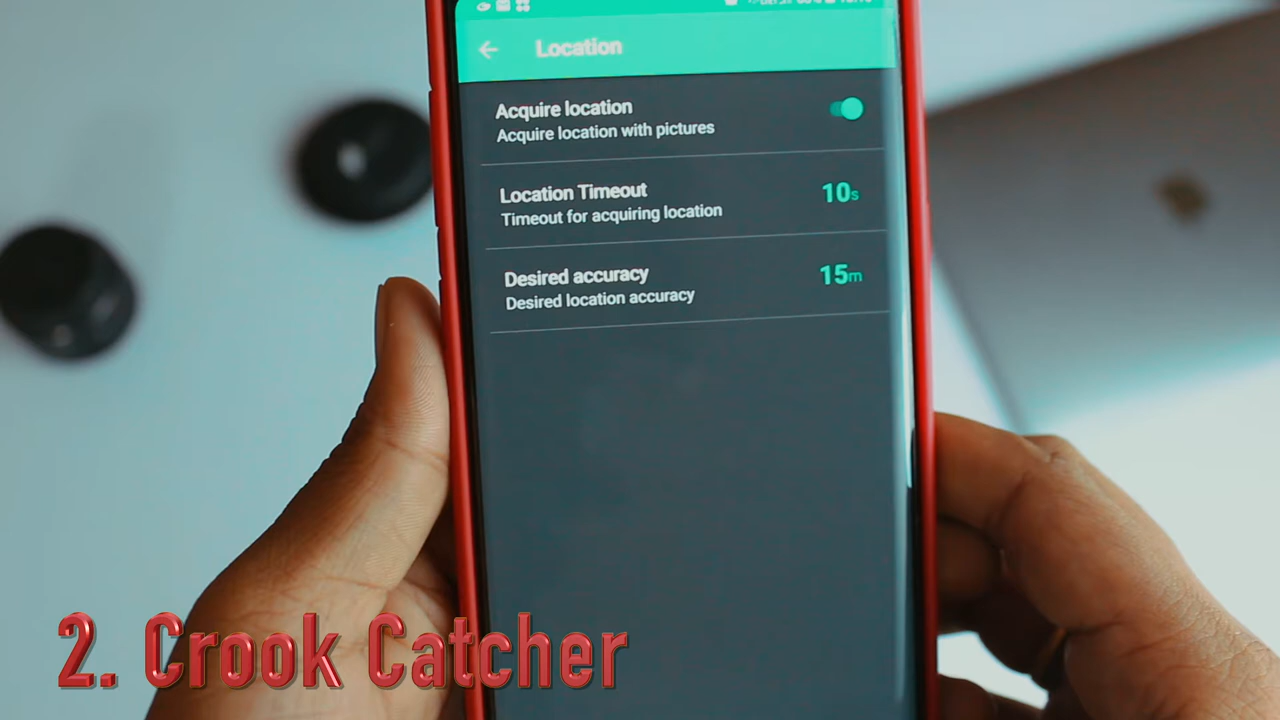 Location
Acquire location
Acquire location with pictures
Location Timeout
10s
Timeout for acquiring location
Desired accuracy
15m
Desired location accuracy
2. Crook Catcher